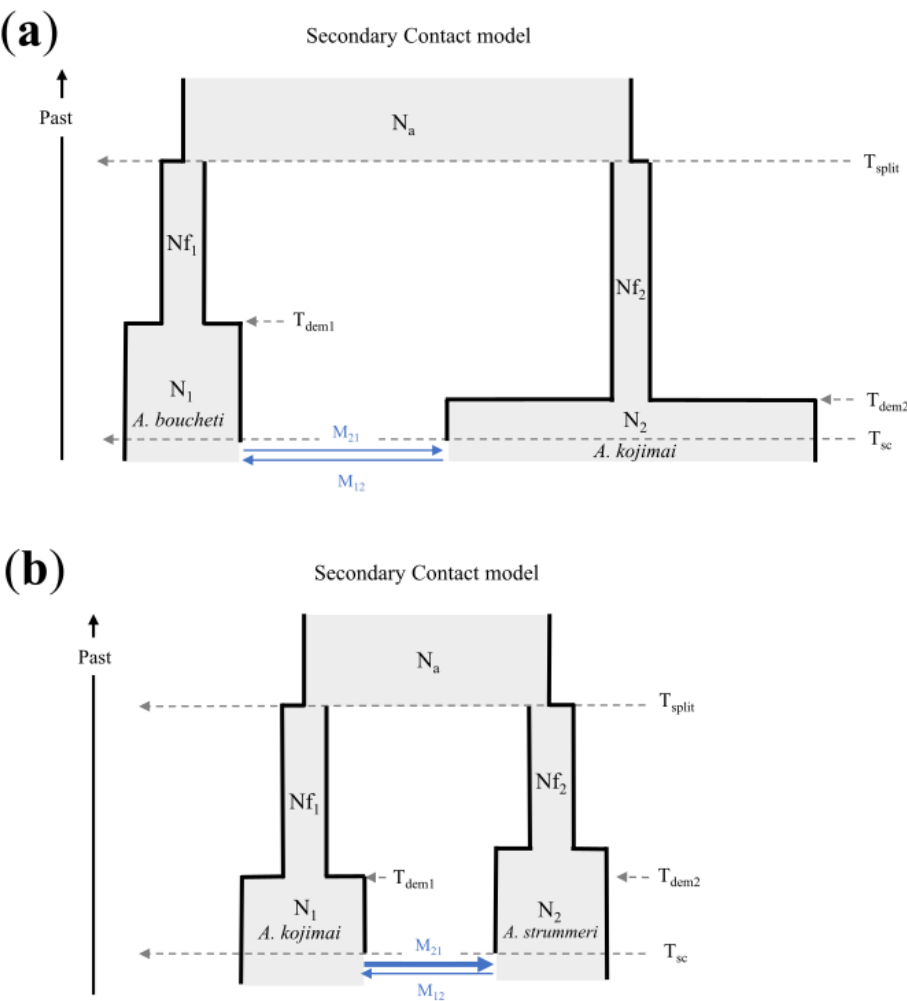 (a)
Secondary Contact model
Past
Na
Tsplit
Nf1
Nf2
Tdem1
N1
A. boucheti
Tdem2
N2
M21
Tsc
A. kojimai
M12
(b)
Secondary Contact model
Past
Na
Tsplit
Nf2
Nf1
Tdem1
Tdem2
N1
N2
A. kojimai
A. strummeri
M21
Tsc
M12